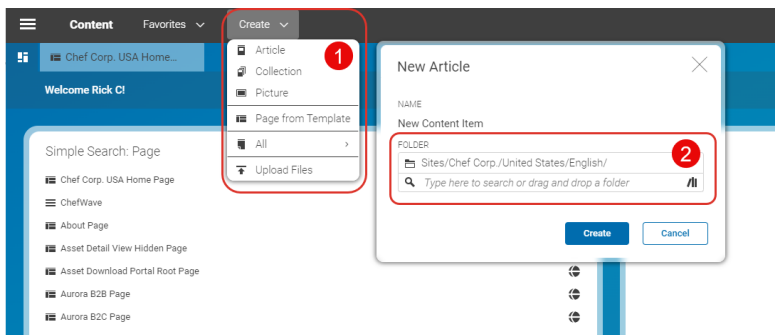 Content Favorites Create
Chef Corp. USA Home...
Welcome Rick C!
Article
Collection
Picture
Page from Template
All
Upload Files
1
Simple Search: Page
Chef Corp. USA Home Page
ChefWave
About Page
Asset Detail View Hidden Page
Asset Download Portal Root Page
Aurora B2B Page
Aurora B2C Page
New Article
NAME
New Content Item
FOLDER
2
Sites/Chef Corp./United States/English/
Type here to search or drag and drop a folder
Create Cancel